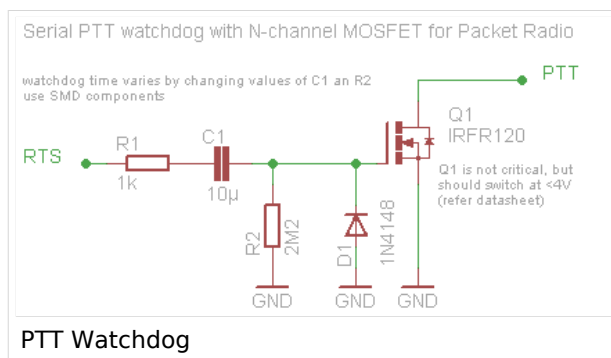 Serial PTT watchdog with N-channel MOSFET for Packet Radio
watchdog time varies by changing values of C1 an R2
use SMD components
PTT
Q1
IRFR120
Q1 is not critical, but
should switch at <4V
(refer datasheet)
RTS
R1
1k
C1
10µ
R2
2M2
D1
1N4148
GND
GND
GND
PTT Watchdog